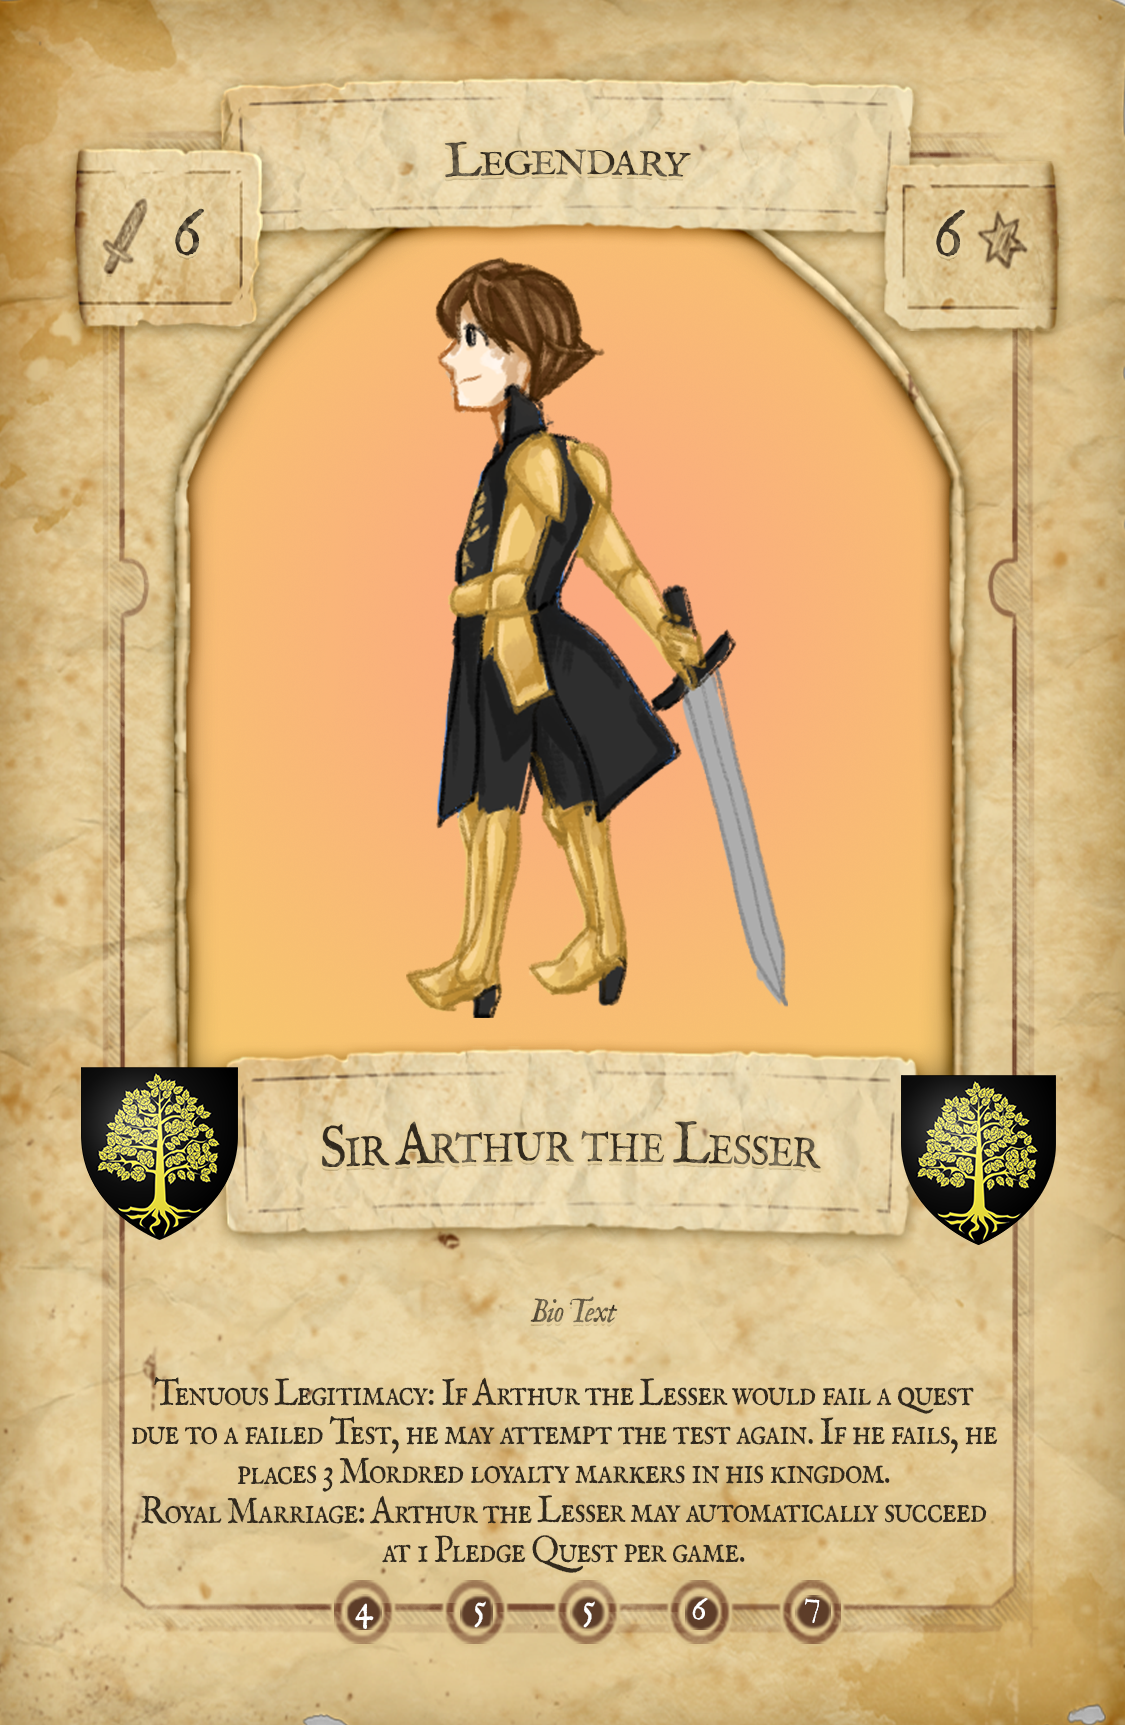 Legendary
6
6
Sir Arthur the Lesser
Bio Text
Tenuous Legitimacy: If Arthur the Lesser would fail a quest
due to a failed Test, he may attempt the test again. If he fails, he
places 3 Mordred loyalty markers in his kingdom.
Royal Marriage: Arthur the Lesser may automatically succeed
at 1 Pledge Quest per game.
4 5 5 6 7